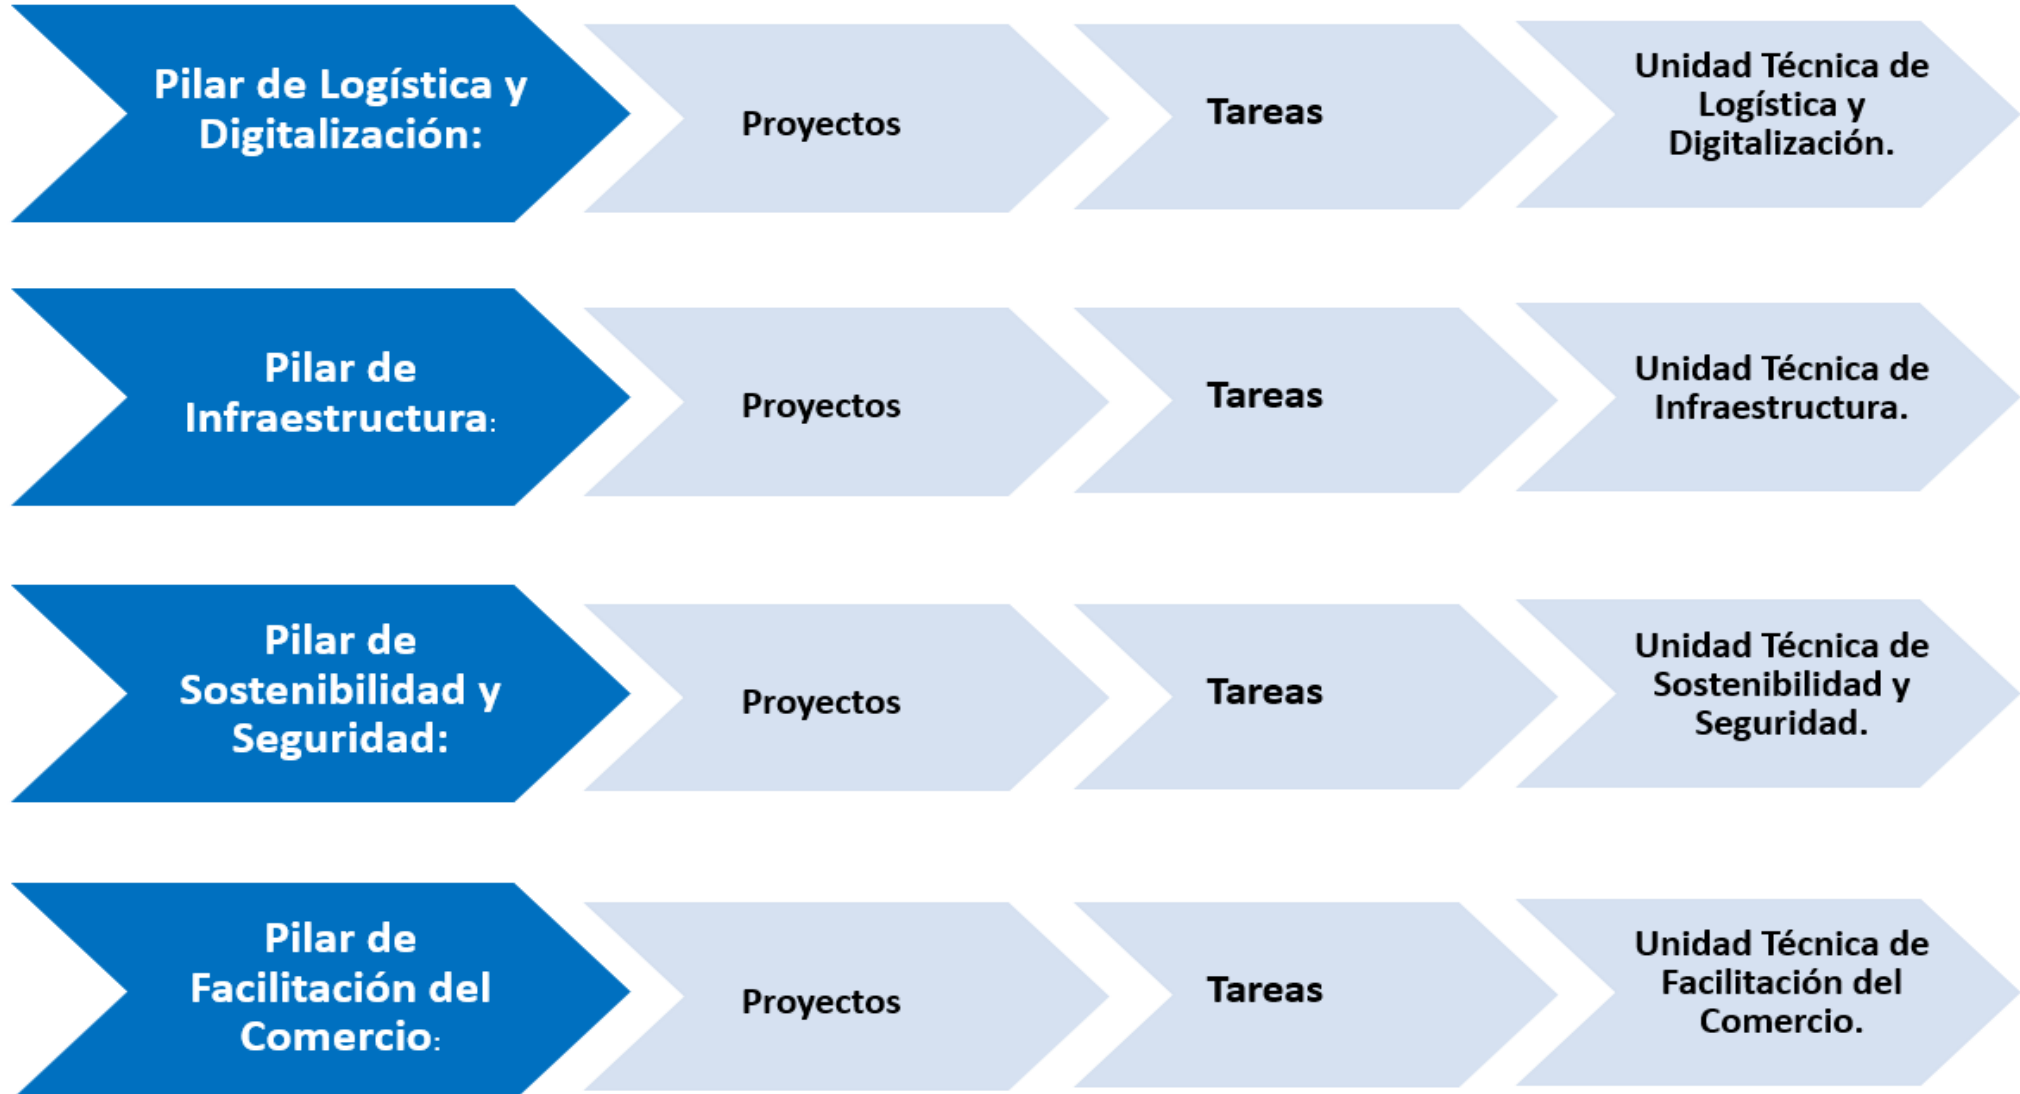 Pilar de Logística y
Digitalización:
Proyectos
Tareas
Unidad Técnica de
Logística y
Digitalización.
Pilar de
Infraestructura:
Proyectos
Tareas
Unidad Técnica de
Infraestructura.
Pilar de
Sostenibilidad y
Seguridad:
Proyectos
Tareas
Unidad Técnica de
Sostenibilidad y
Seguridad.
Pilar de
Facilitación del
Comercio:
Proyectos
Tareas
Unidad Técnica de
Facilitación del
Comercio.